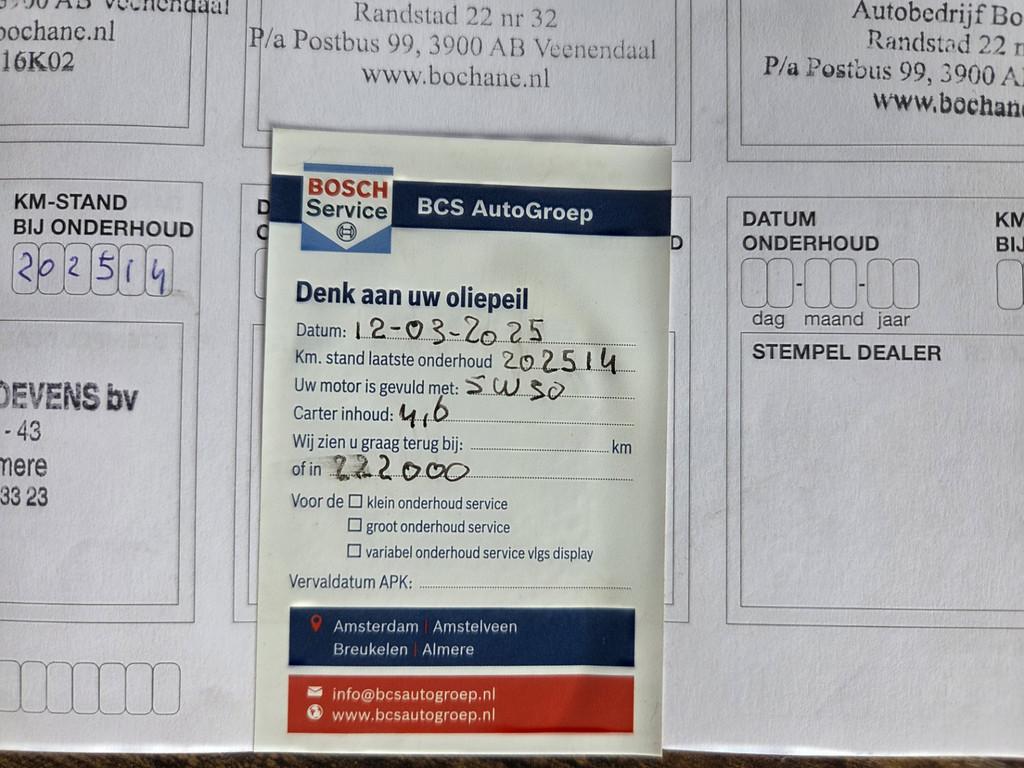 bochane.nl
16K02
Randstad 22 nr 32
P/a Postbus 99, 3900 AB Veenendaal
www.bochane.nl
Autobedrijf Bo
Randstad 22 n
P/a Postbus 99, 3900 A
www.bochan
KM-STAND
BIJ ONDERHOUD
202514
DEVENS bv
- 43
mere
33 23
BOSCH
Service
BCS AutoGroep
Denk aan uw oliepeil
Datum: 12-03-2025
Km. stand laatste onderhoud 202514
Uw motor is gevuld met: 5W30
Carter inhoud: 4,6
Wij zien u graag terug bij: km
of in 222000
Voor de klein onderhoud service
groot onderhoud service
variabel onderhoud service vlgs display
Vervaldatum APK:
Amsterdam | Amstelveen
Breukelen | Almere
info@bcsautogroep.nl
www.bcsautogroep.nl
DATUM
ONDERHOUD
dag maand jaar
STEMPEL DEALER
KM
BIJ